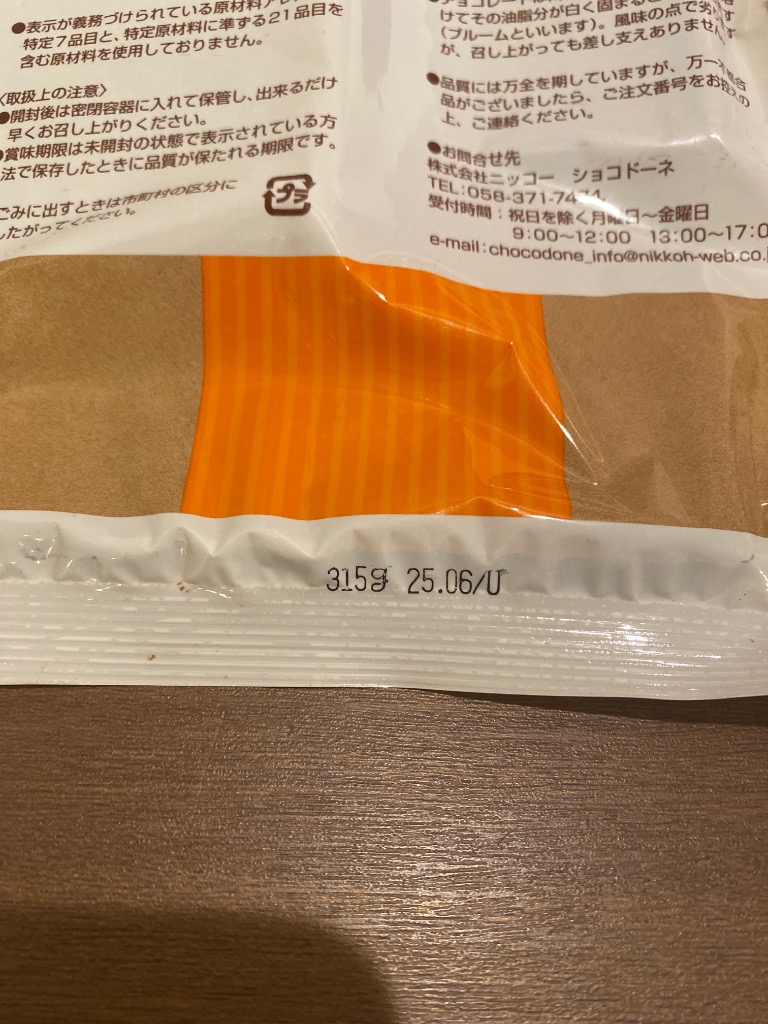 ●表示が義務づけられている原材料
特定7品目と、特定原材料に準ずる21品目を
含む原材料を使用しておりません。
〈取扱上の注意〉
●開封後は密閉容器に入れて保管し、出来るだけ
早くお召し上がりください。
●賞味期限は未開封の状態で表示されている方
法で保存したときに品質が保たれる期限です。
ごみに出すときは市町村の区分に
したがってください。
プラ
けてその油脂分が白く固まる
(ブルームといいます)。風味の点で
が、召し上がっても差し支えありません。
●品質には万全を期していますが、万一
品がございましたら、ご注文番号をお
上、ご連絡ください。
●お問合せ先
株式会社ニッコー ショコドーネ
TEL:058-371-7474
受付時間:祝日を除く月曜日～金曜日
9:00～12:00 13:00～17:0
e-mail:chocodone_info@nikkoh-web.co.j
315g 25.06/U